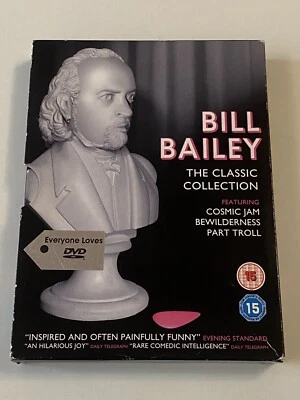 BILL
BAILEY
THE CLASSIC
COLLECTION
FEATURING
COSMIC JAM
BEWILDERNESS
PART TROLL
Everyone Loves
DVD
15
15
"INSPIRED AND OFTEN PAINFULLY FUNNY" EVENING STANDARD
"AN HILARIOUS JOY" DAILY TELEGRAPH "RARE COMEDIC INTELLIGENCE" DAILY TELEGRAPH